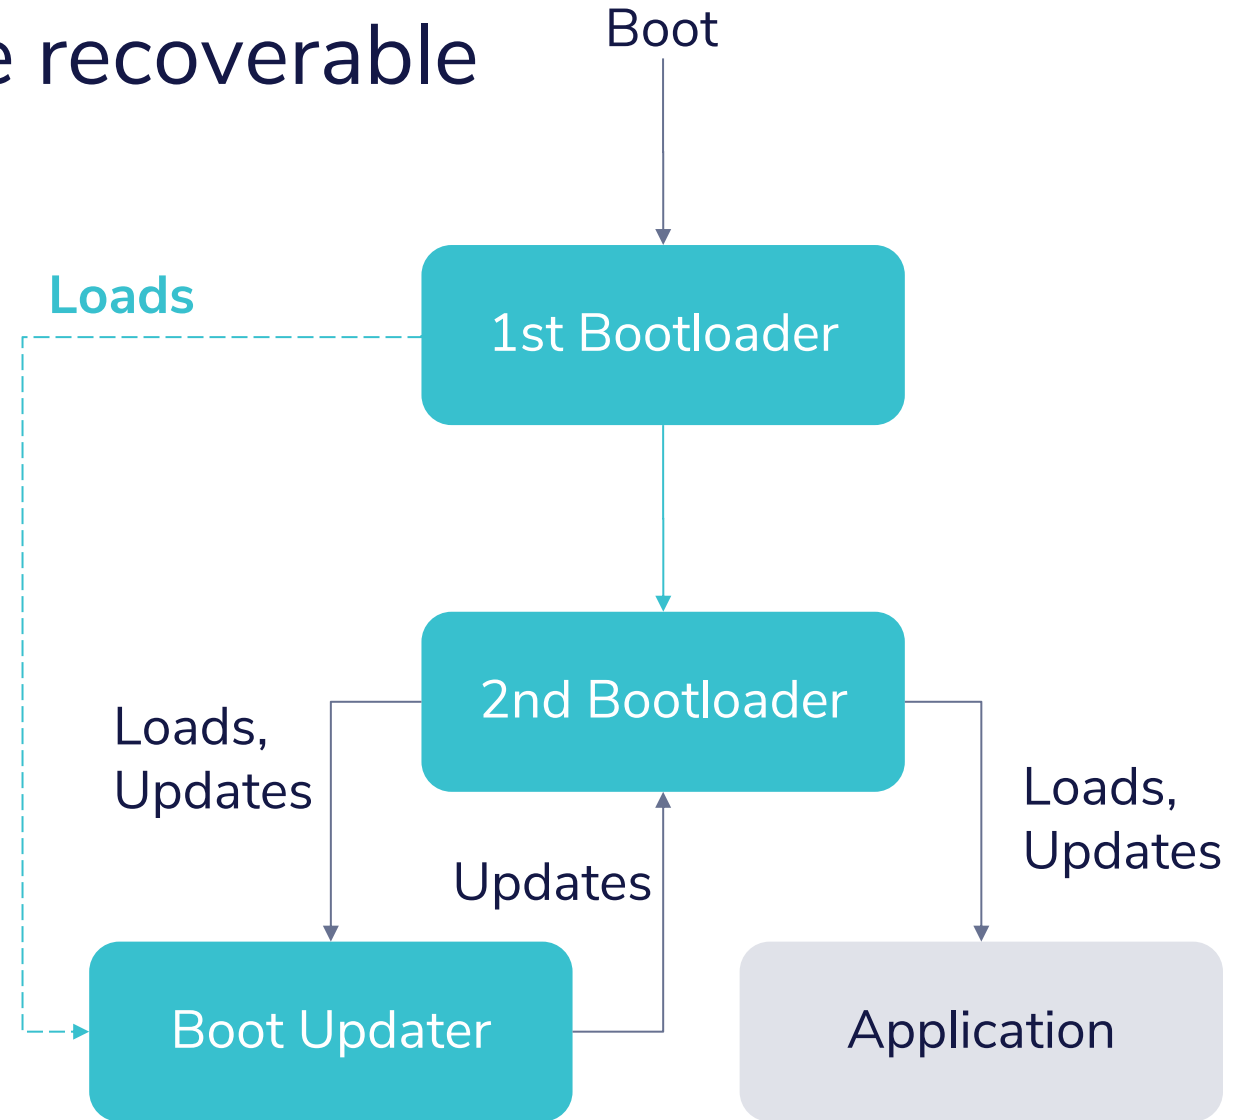 e recoverable
Boot
Loads
1st Bootloader
2nd Bootloader
Loads,
Updates
Loads,
Updates
Updates
Boot Updater
Application